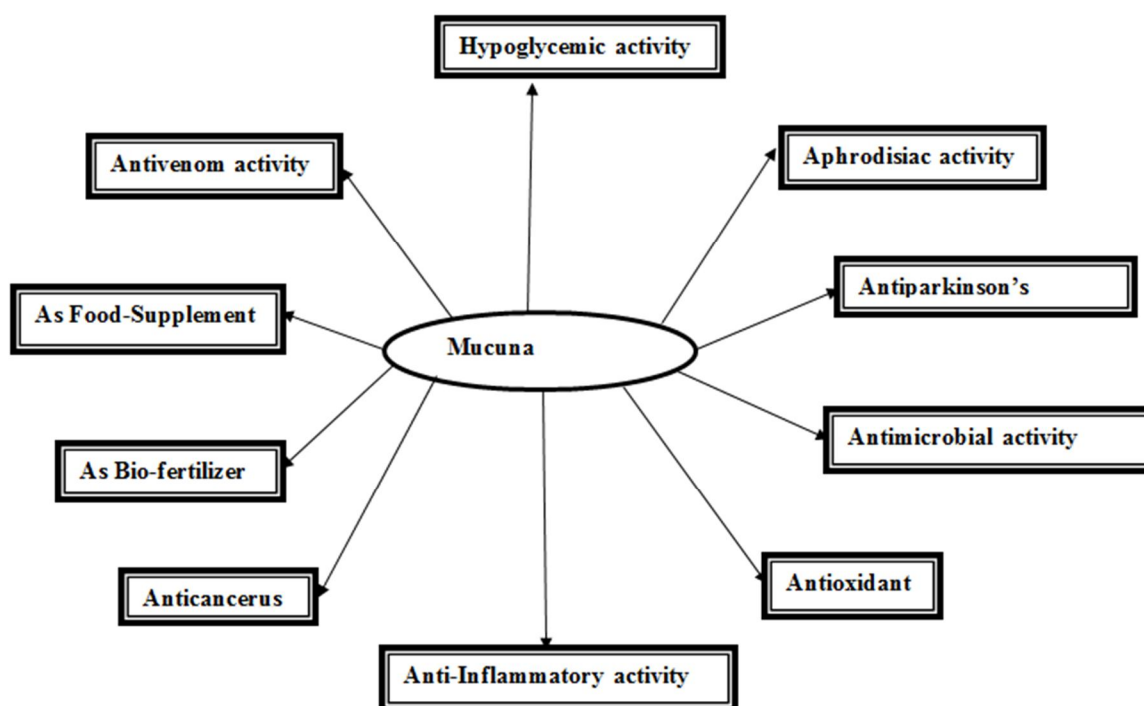 Hypoglycemic activity
Antivenom activity
Aphrodisiac activity
As Food-Supplement
Antiparkinson’s
Mucuna
As Bio-fertilizer
Antimicrobial activity
Anticancerus
Antioxidant
Anti-Inflammatory activity